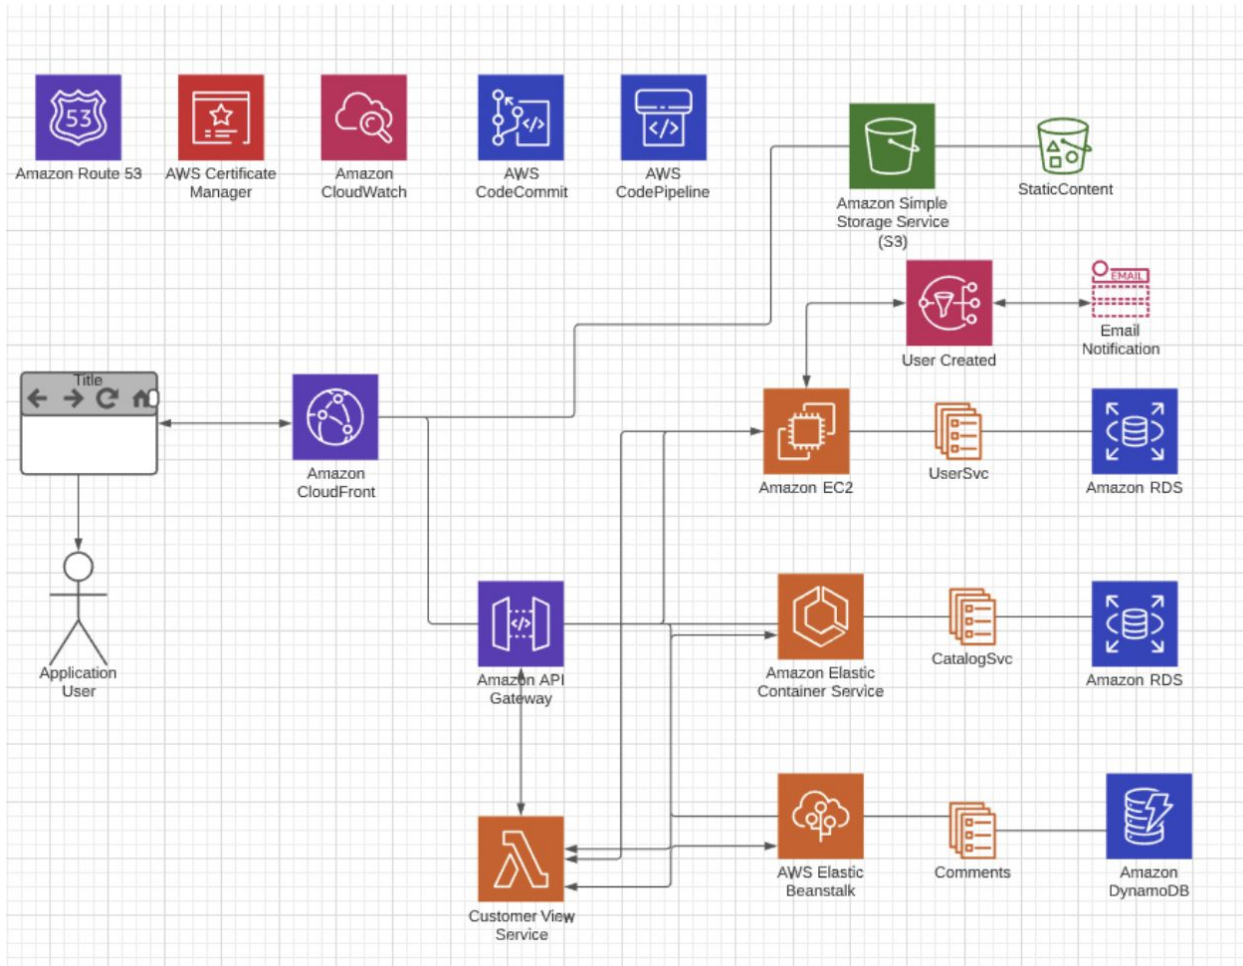 53
Amazon Route 53
AWS Certificate
Manager
Amazon
CloudWatch
</>
AWS
CodeCommit
</>
AWS
CodePipeline
Amazon Simple
Storage Service
(S3)
StaticContent
User Created
EMAIL
Email
Notification
Title
Amazon
CloudFront
Amazon EC2
UserSvc
Amazon RDS
Application
User
</>
Amazon API
Gateway
Amazon Elastic
Container Service
CatalogSvc
Amazon RDS
Customer View
Service
AWS Elastic
Beanstalk
Comments
Amazon
DynamoDB